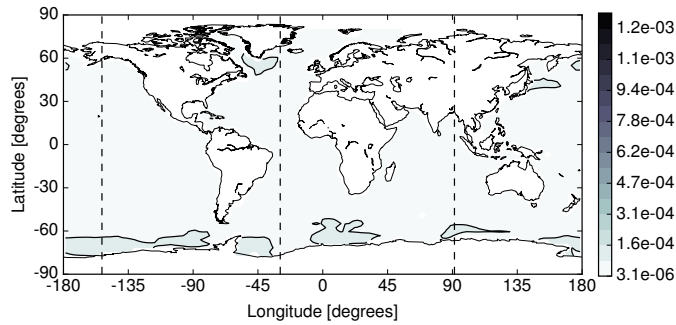 90
60
30
0
-30
-60
-90
Latitude [degrees]
-180 -135 -90 -45 0 45 90 135 180
Longitude [degrees]
1.2e-03
1.1e-03
9.4e-04
7.8e-04
6.2e-04
4.7e-04
3.1e-04
1.6e-04
3.1e-06